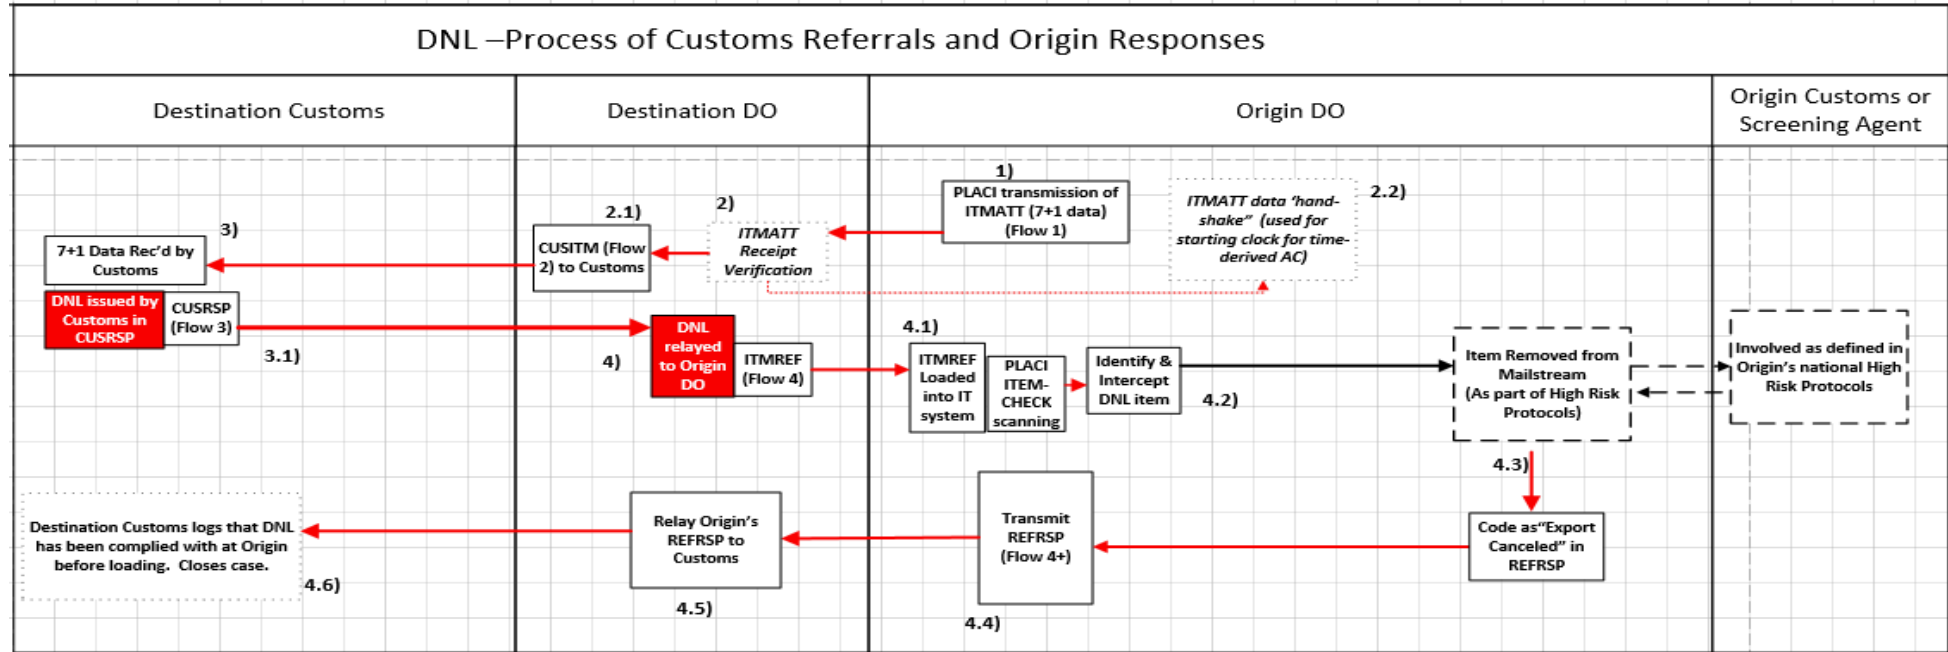 DNL –Process of Customs Referrals and Origin Responses
Destination Customs
Destination DO
Origin DO
Origin Customs or
Screening Agent
1)
PLACI transmission of
ITMATT (7+1 data)
(Flow 1)
2.2)
ITMATT data ‘hand-
shake” (used for
starting clock for time-
derived AC)
2)
ITMATT
Receipt
Verification
2.1)
CUSITM (Flow
2) to Customs
3)
7+1 Data Rec’d by
Customs
DNL issued by
Customs in
CUSRSP
CUSRSP
(Flow 3)
3.1)
4)
DNL
relayed
to Origin
DO
ITMREF
(Flow 4)
4.1)
ITMREF
Loaded
into IT
system
PLACI
ITEM-
CHECK
scanning
Identify &
Intercept
DNL item
4.2)
Item Removed from
Mailstream
(As part of High Risk
Protocols)
Involved as defined in
Origin’s national High
Risk Protocols
4.3)
Code as“Export
Canceled” in
REFRSP
Transmit
REFRSP
(Flow 4+)
4.4)
Relay Origin’s
REFRSP to
Customs
4.5)
Destination Customs logs that DNL
has been complied with at Origin
before loading. Closes case.
4.6)